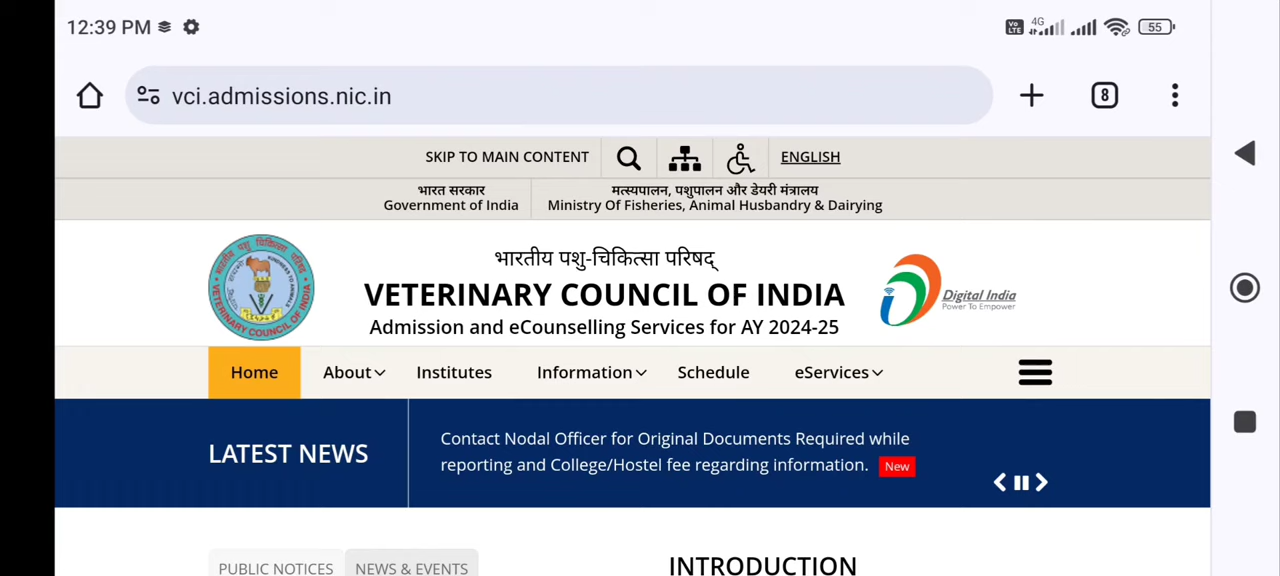 12:39 PM
4G
55
vci.admissions.nic.in
8
SKIP TO MAIN CONTENT
ENGLISH
भारत सरकार
Government of India
मत्स्यपालन, पशुपालन और डेयरी मंत्रालय
Ministry Of Fisheries, Animal Husbandry & Dairying
भारतीय पशु-चिकित्सा परिषद्
VETERINARY COUNCIL OF INDIA
Admission and eCounselling Services for AY 2024-25
VETERINARY COUNCIL OF INDIA
Digital India
Power To Empower
Home
About
Institutes
Information
Schedule
eServices
LATEST NEWS
Contact Nodal Officer for Original Documents Required while
reporting and College/Hostel fee regarding information.
New
PUBLIC NOTICES
NEWS & EVENTS
INTRODUCTION